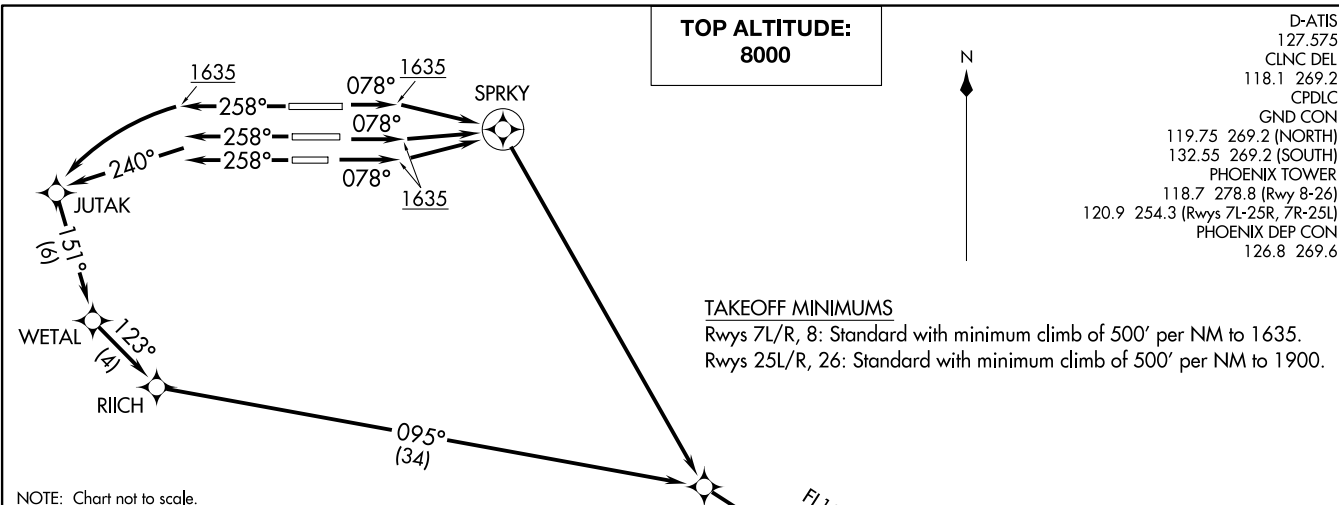 TOP ALTITUDE:
8000
D-ATIS
127.575
CLNC DEL
118.1 269.2
CPDLC
GND CON
119.75 269.2 (NORTH)
132.55 269.2 (SOUTH)
PHOENIX TOWER
118.7 278.8 (Rwy 8-26)
120.9 254.3 (Rwys 7L-25R, 7R-25L)
PHOENIX DEP CON
126.8 269.6
N
1635
1635
SPRKY
258°
078°
258°
078°
258°
078°
240°
1635
JUTAK
151°
(6)
WETAL
123°
(4)
RIICH
095°
(34)
TAKEOFF MINIMUMS
Rwys 7L/R, 8: Standard with minimum climb of 500' per NM to 1635.
Rwys 25L/R, 26: Standard with minimum climb of 500' per NM to 1900.
NOTE: Chart not to scale.